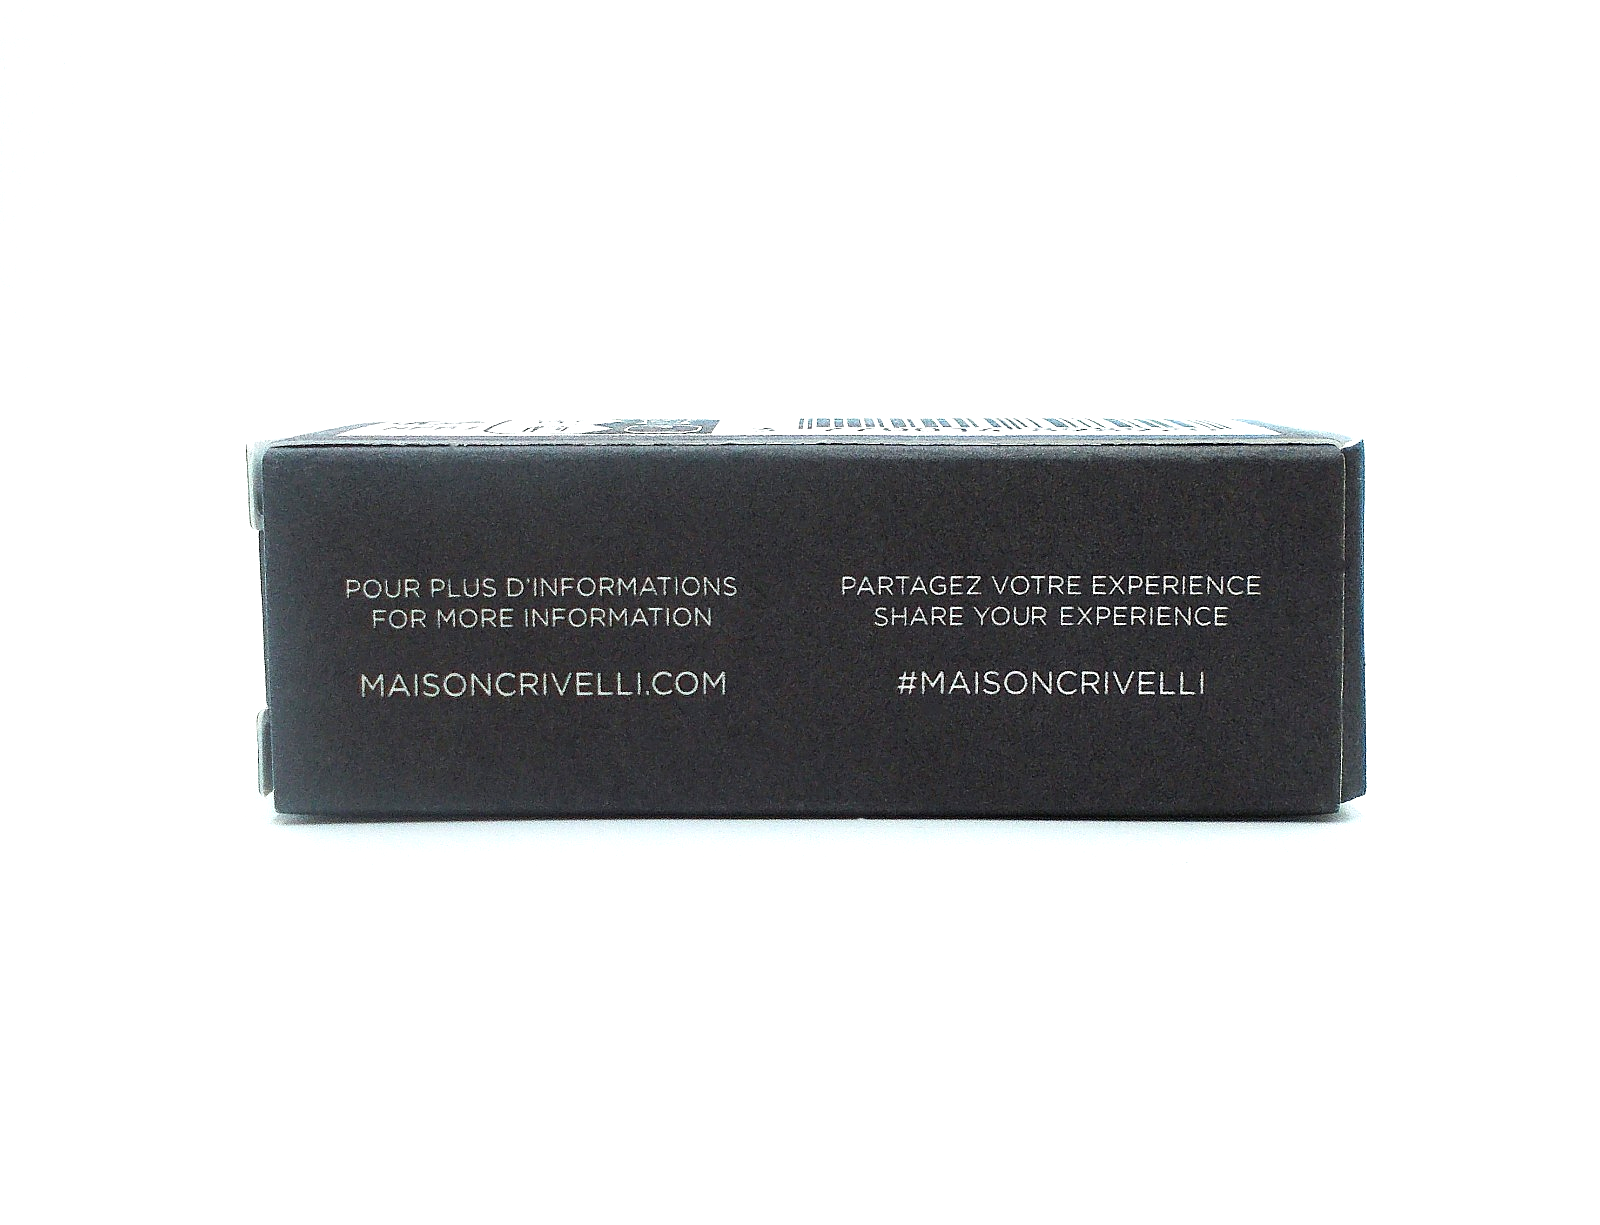 POUR PLUS D'INFORMATIONS
FOR MORE INFORMATION
MAISONCRIVELLI.COM
PARTAGEZ VOTRE EXPERIENCE
SHARE YOUR EXPERIENCE
#MAISONCRIVELLI